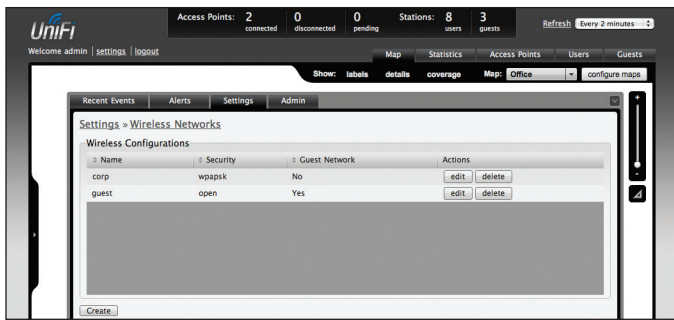 UniFi
Access Points: 2 connected 0 disconnected 0 pending Stations: 8 users 3 guests
Refresh Every 2 minutes
Welcome admin | settings | logout
Map Statistics Access Points Users Guests
Show: labels details coverage Map: Office configure maps
Recent Events Alerts Settings Admin
Settings » Wireless Networks
Wireless Configurations
Name Security Guest Network Actions
corp wpapsk No edit delete
guest open Yes edit delete
Create